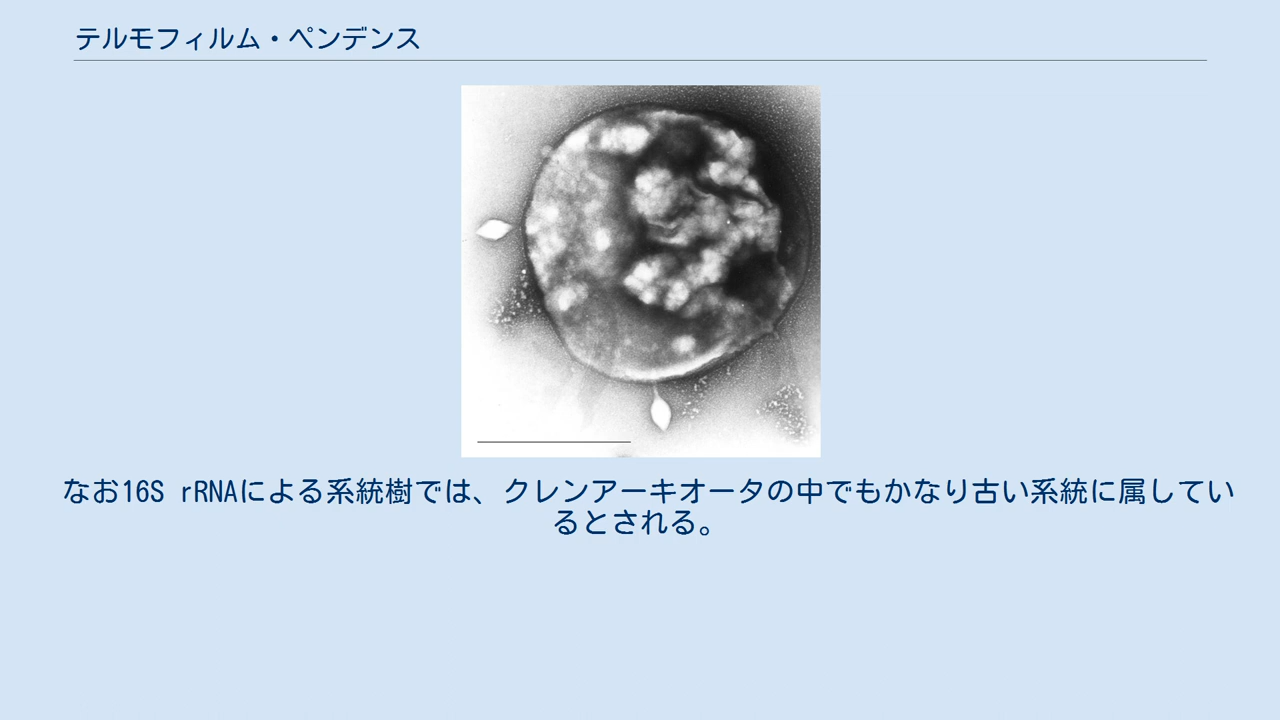 テルモフィルム・ペンデンス
なお16S rRNAによる系統樹では、クレンアーキオータの中でもかなり古い系統に属してい
るとされる。